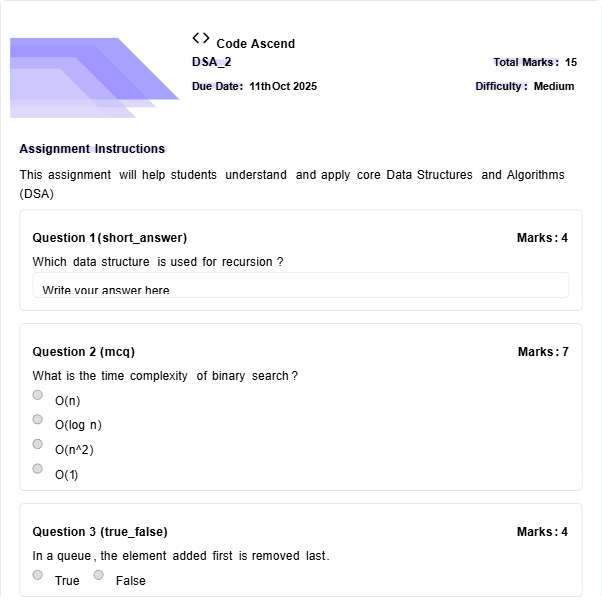 <> Code Ascend
DSA_2
Total Marks: 15
Due Date: 11th Oct 2025
Difficulty: Medium
Assignment Instructions
This assignment will help students understand and apply core Data Structures and Algorithms
(DSA)
Question 1 (short_answer)
Marks: 4
Which data structure is used for recursion ?
Write your answer here
Question 2 (mcq)
Marks: 7
What is the time complexity of binary search ?
O(n)
O(log n)
O(n^2)
O(1)
Question 3 (true_false)
Marks: 4
In a queue , the element added first is removed last.
True False